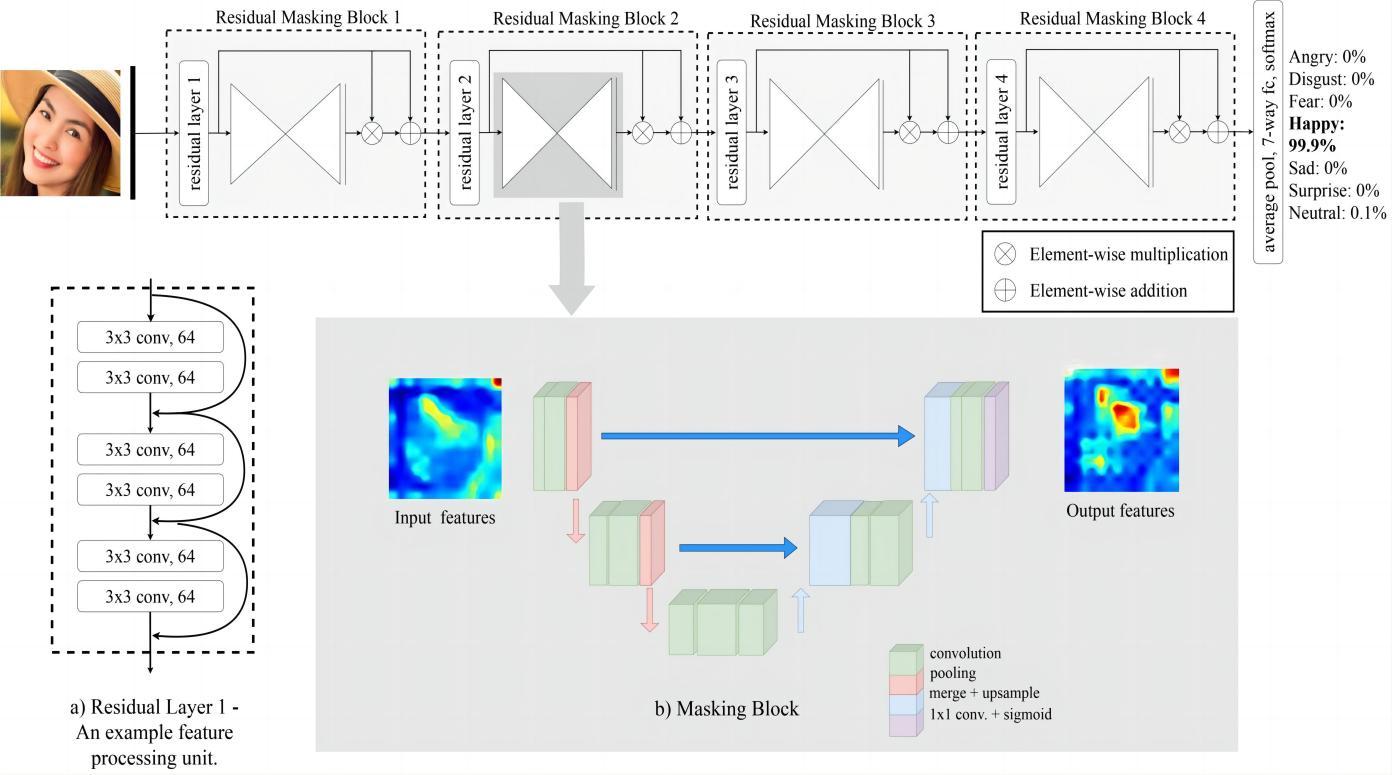 Residual Masking Block 1
Residual Masking Block 2
Residual Masking Block 3
Residual Masking Block 4
residual layer 1
residual layer 2
residual layer 3
residual layer 4
average pool, 7-way fc, softmax
Angry: 0%
Disgust: 0%
Fear: 0%
Happy:
99.9%
Sad: 0%
Surprise: 0%
Neutral: 0.1%
Element-wise multiplication
Element-wise addition
3x3 conv, 64
3x3 conv, 64
3x3 conv, 64
3x3 conv, 64
3x3 conv, 64
3x3 conv, 64
a) Residual Layer 1 -
An example feature
processing unit.
Input features
Output features
convolution
pooling
merge + upsample
1x1 conv. + sigmoid
b) Masking Block